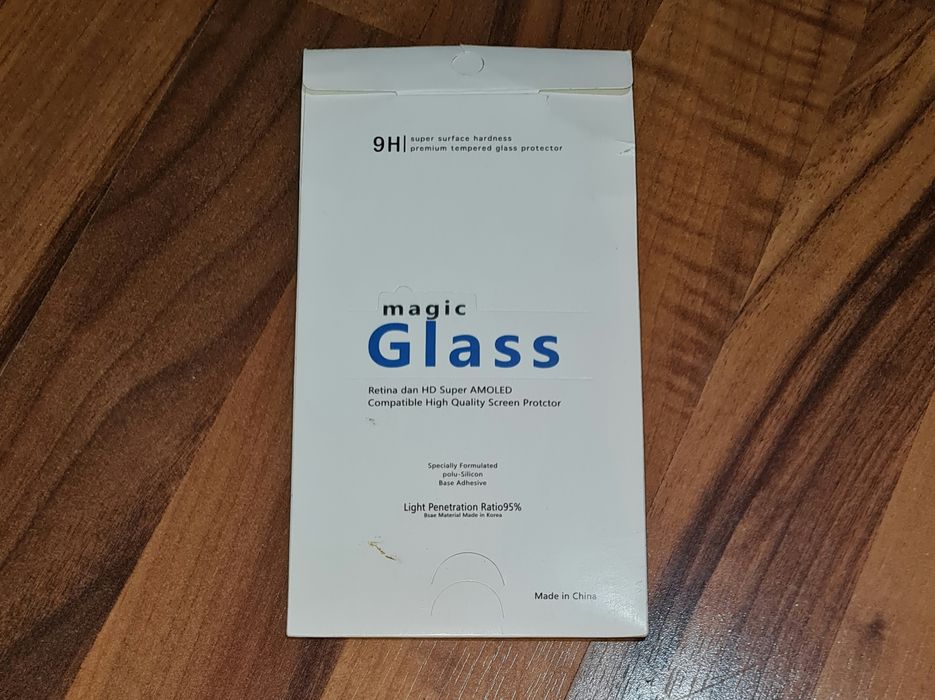 9H| super surface hardness
premium tempered glass protector
magic
Glass
Retina dan HD Super AMOLED
Compatible High Quality Screen Protctor
Specially Formulated
polu-Silicon
Base Adhesive
Light Penetration Ratio95%
Bsae Material Made in Korea
Made in China